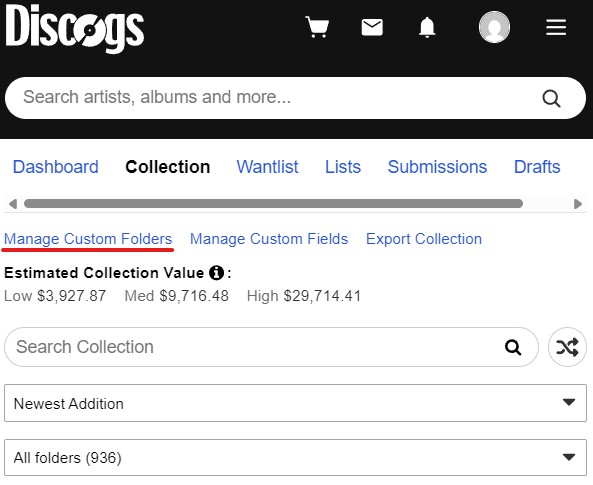 Discogs
Search artists, albums and more...
Dashboard Collection Wantlist Lists Submissions Drafts
Manage Custom Folders Manage Custom Fields Export Collection
Estimated Collection Value i :
Low $3,927.87 Med $9,716.48 High $29,714.41
Search Collection
Newest Addition
All folders (936)